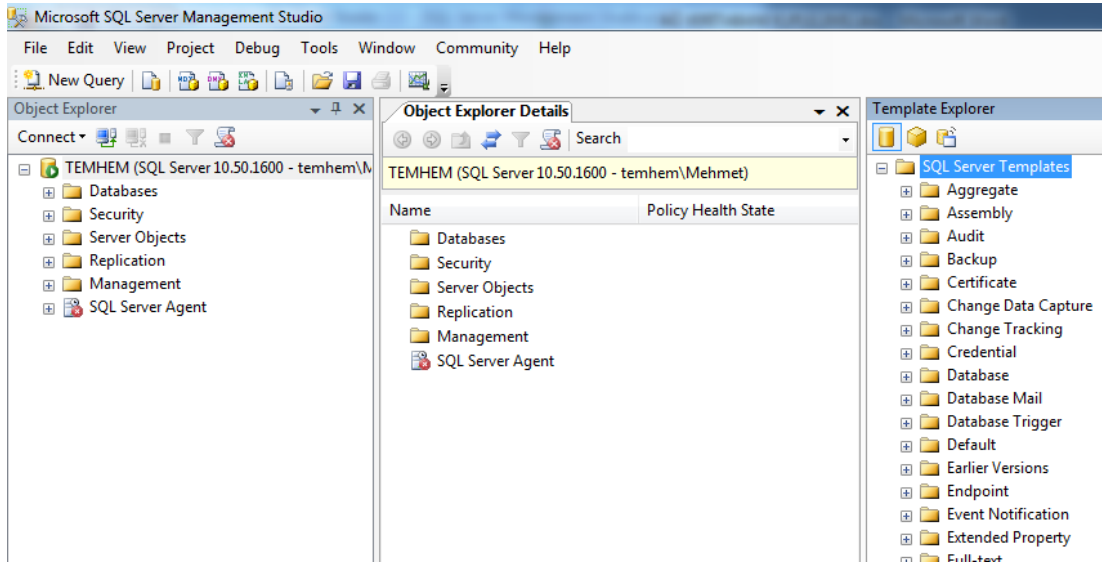 Microsoft SQL Server Management Studio
File Edit View Project Debug Tools Window Community Help
New Query
Object Explorer
Connect
TEMHEM (SQL Server 10.50.1600 - temhem\M
Databases
Security
Server Objects
Replication
Management
SQL Server Agent
Object Explorer Details
Search
TEMHEM (SQL Server 10.50.1600 - temhem\Mehmet)
Name Policy Health State
Databases
Security
Server Objects
Replication
Management
SQL Server Agent
Template Explorer
SQL Server Templates
Aggregate
Assembly
Audit
Backup
Certificate
Change Data Capture
Change Tracking
Credential
Database
Database Mail
Database Trigger
Default
Earlier Versions
Endpoint
Event Notification
Extended Property
Full-text